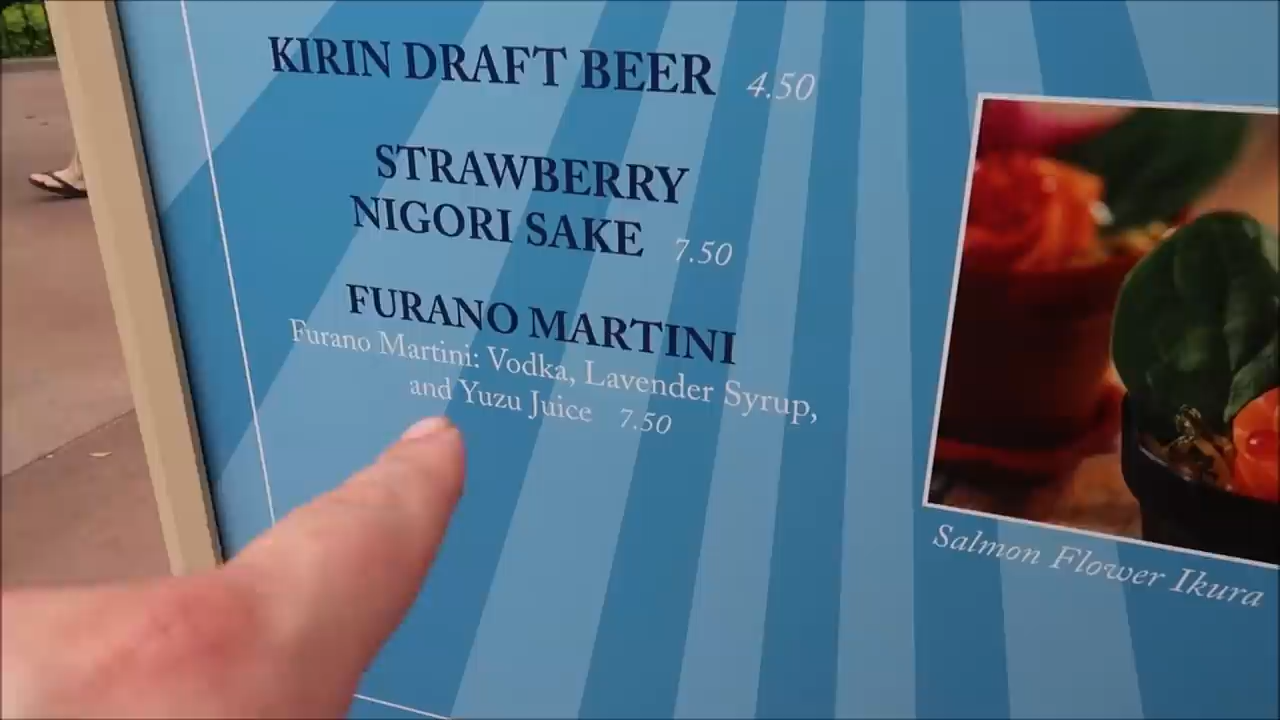 KIRIN DRAFT BEER 4.50
STRAWBERRY
NIGORI SAKE 7.50
FURANO MARTINI
Furano Martini: Vodka, Lavender Syrup,
and Yuzu Juice 7.50
Salmon Flower Ikura